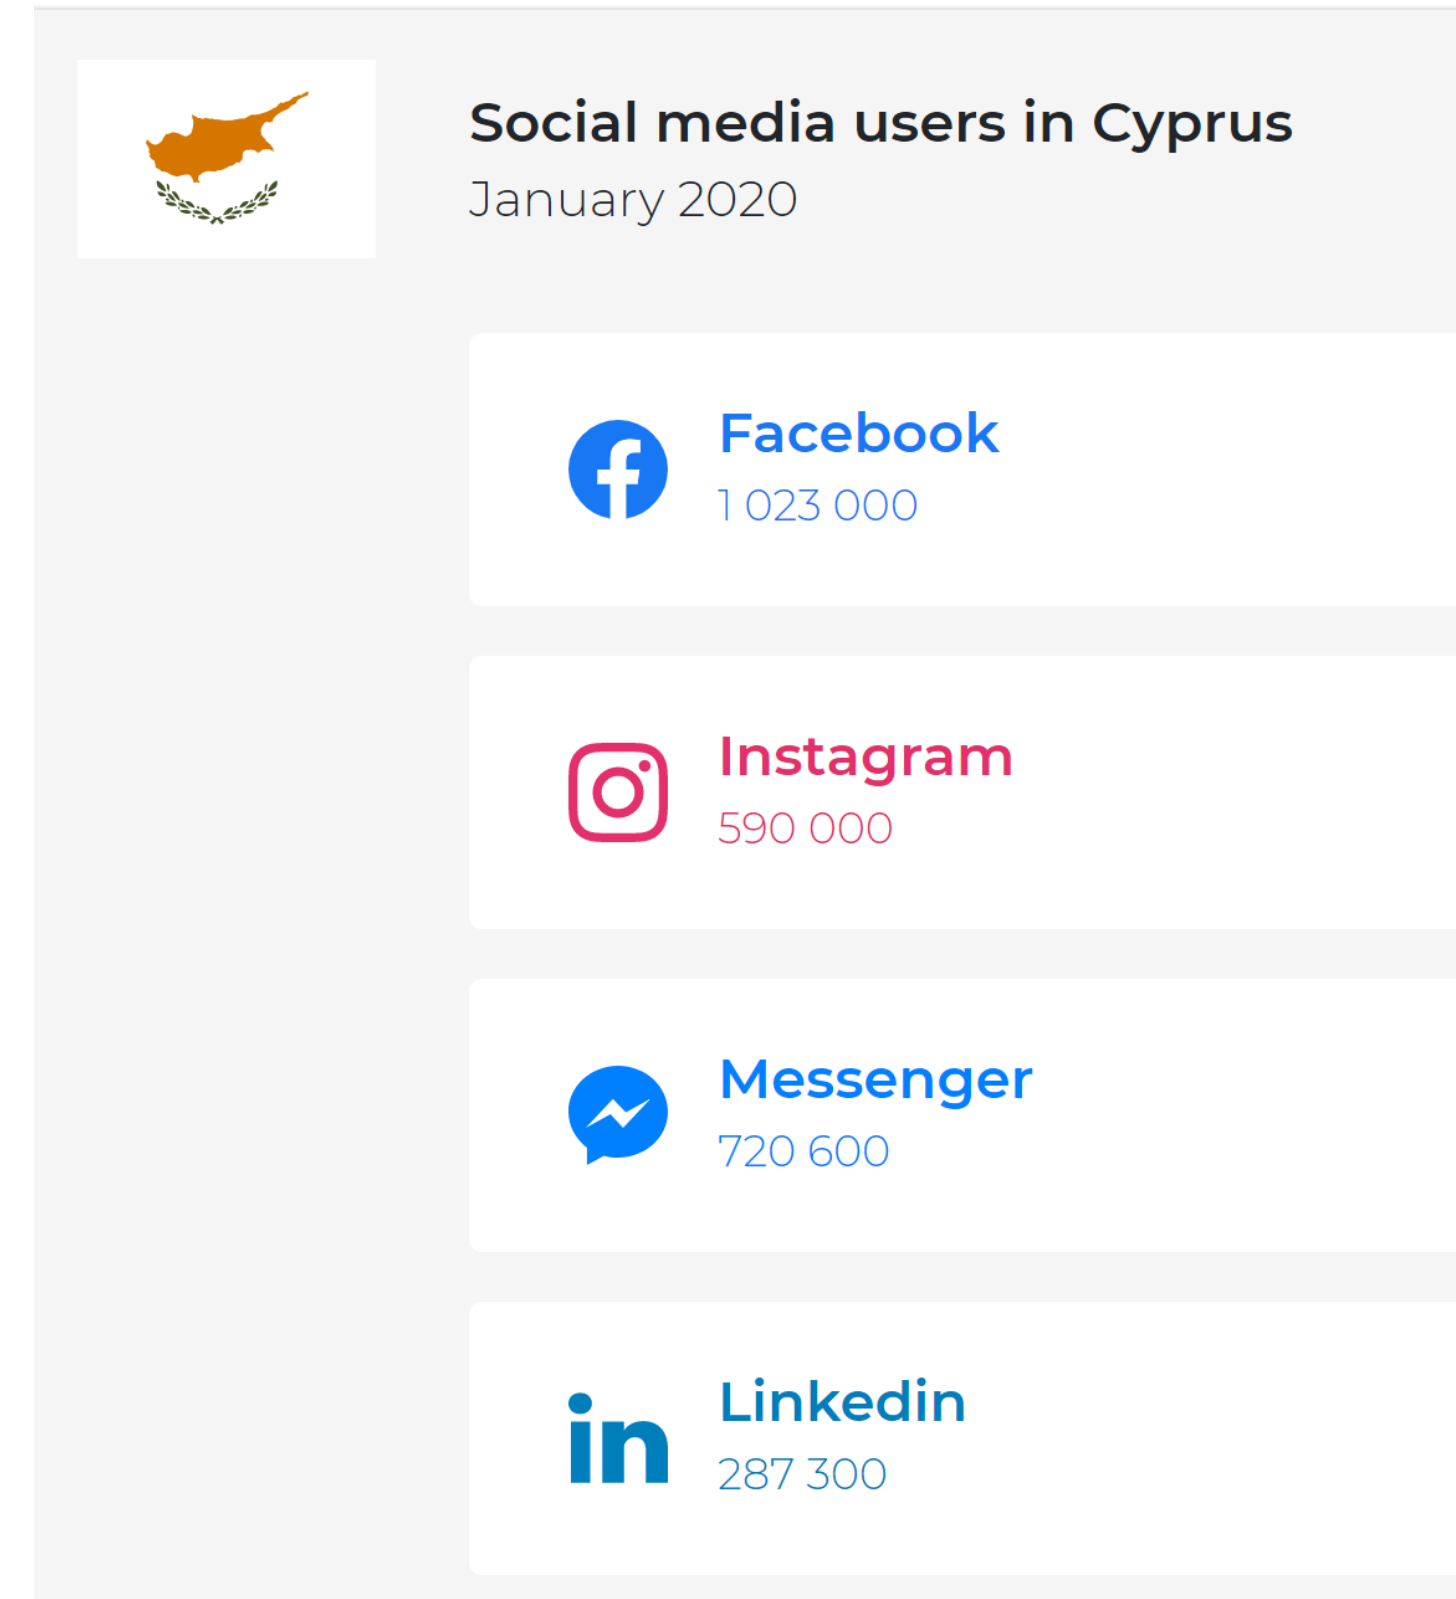 Social media users in Cyprus
January 2020
Facebook
1 023 000
Instagram
590 000
Messenger
720 600
in
Linkedin
287 300